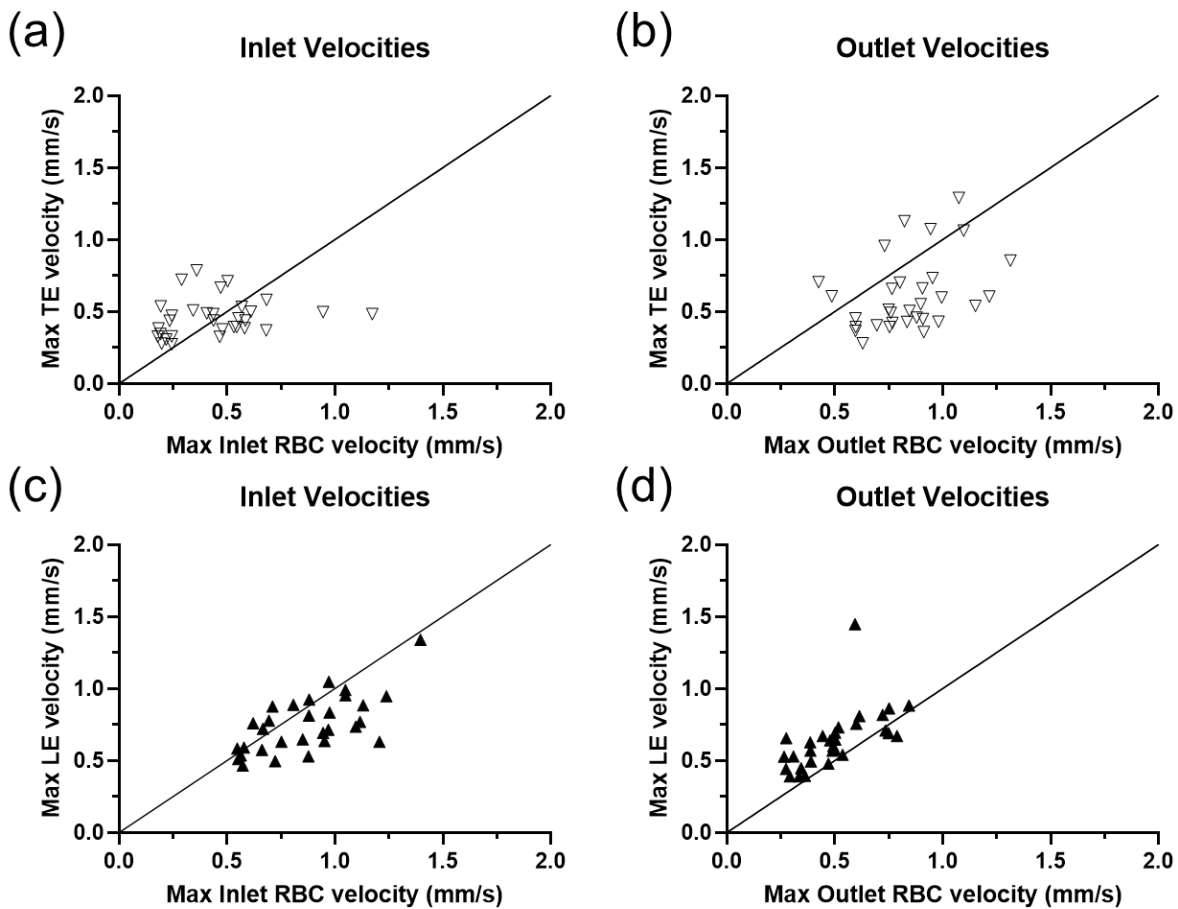 (a)
Inlet Velocities
Max TE velocity (mm/s)
2.0
1.5
1.0
0.5
0.0
0.0 0.5 1.0 1.5 2.0
Max Inlet RBC velocity (mm/s)
(b)
Outlet Velocities
Max TE velocity (mm/s)
2.0
1.5
1.0
0.5
0.0
0.0 0.5 1.0 1.5 2.0
Max Outlet RBC velocity (mm/s)
(c)
Inlet Velocities
Max LE velocity (mm/s)
2.0
1.5
1.0
0.5
0.0
0.0 0.5 1.0 1.5 2.0
Max Inlet RBC velocity (mm/s)
(d)
Outlet Velocities
Max LE velocity (mm/s)
2.0
1.5
1.0
0.5
0.0
0.0 0.5 1.0 1.5 2.0
Max Outlet RBC velocity (mm/s)